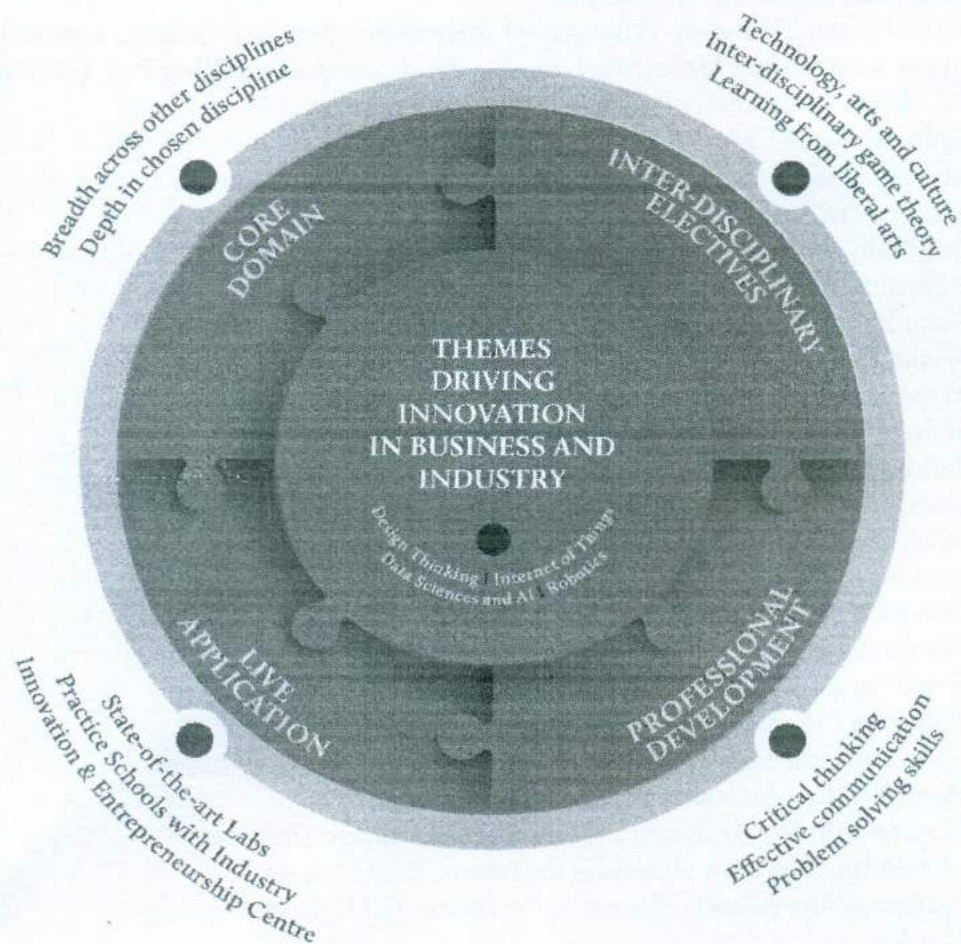 Breadth across other disciplines
Depth in chosen discipline
Technology, arts and culture
Inter-disciplinary game theory
Learning from liberal arts
CORE
DOMAIN
INTER-DISCIPLINARY
ELECTIVES
THEMES
DRIVING
INNOVATION
IN BUSINESS AND
INDUSTRY
Design Thinking | Internet of Things
Data Sciences and AI | Robotics
LIVE
APPLICATION
PROFESSIONAL
DEVELOPMENT
State-of-the-art Labs
Practice Schools with Industry
Innovation & Entrepreneurship Centre
Critical thinking
Effective communication
Problem solving skills